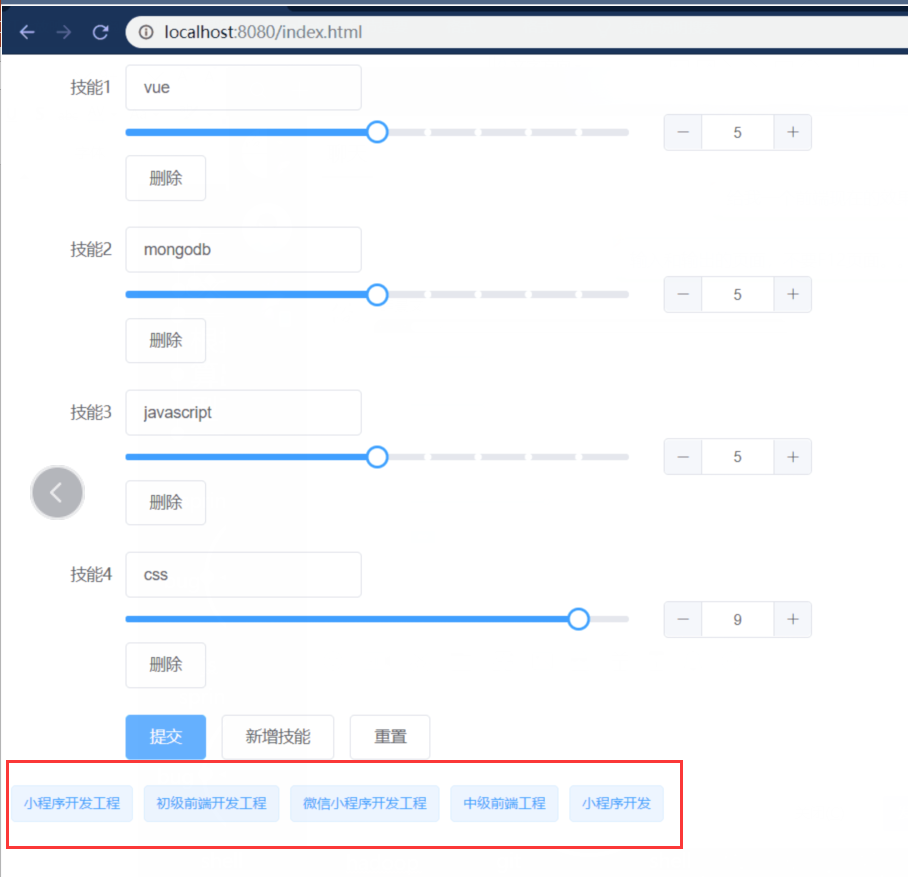 localhost:8080/index.html
技能1 vue
5
删除
技能2 mongodb
5
删除
技能3 javascript
5
删除
技能4 css
9
删除
提交 新增技能 重置
小程序开发工程 初级前端开发工程 微信小程序开发工程 中级前端工程 小程序开发